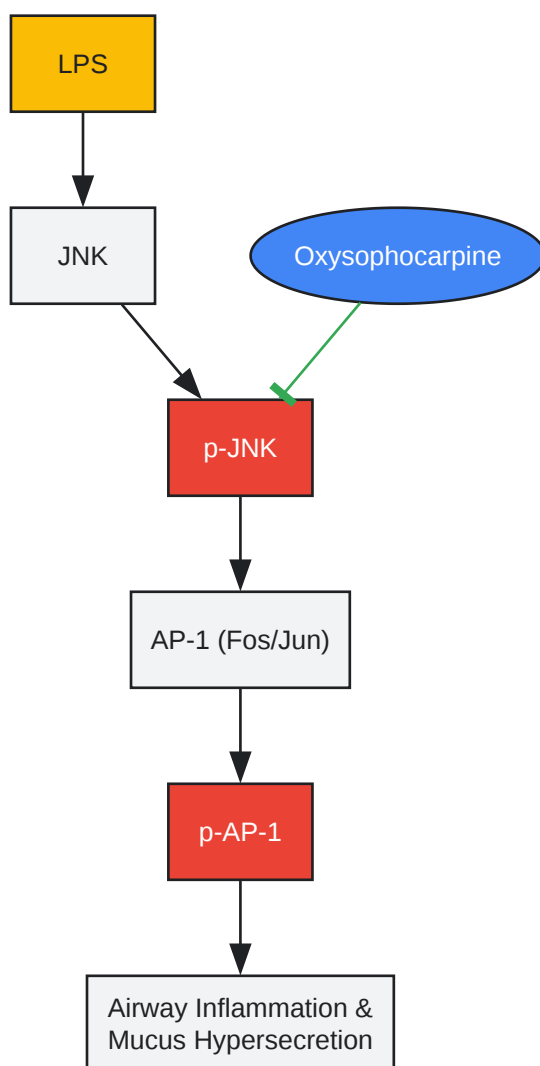 LPS
JNK
Oxysophocarpine
p-JNK
AP-1 (Fos/Jun)
p-AP-1
Airway Inflammation &
Mucus Hypersecretion